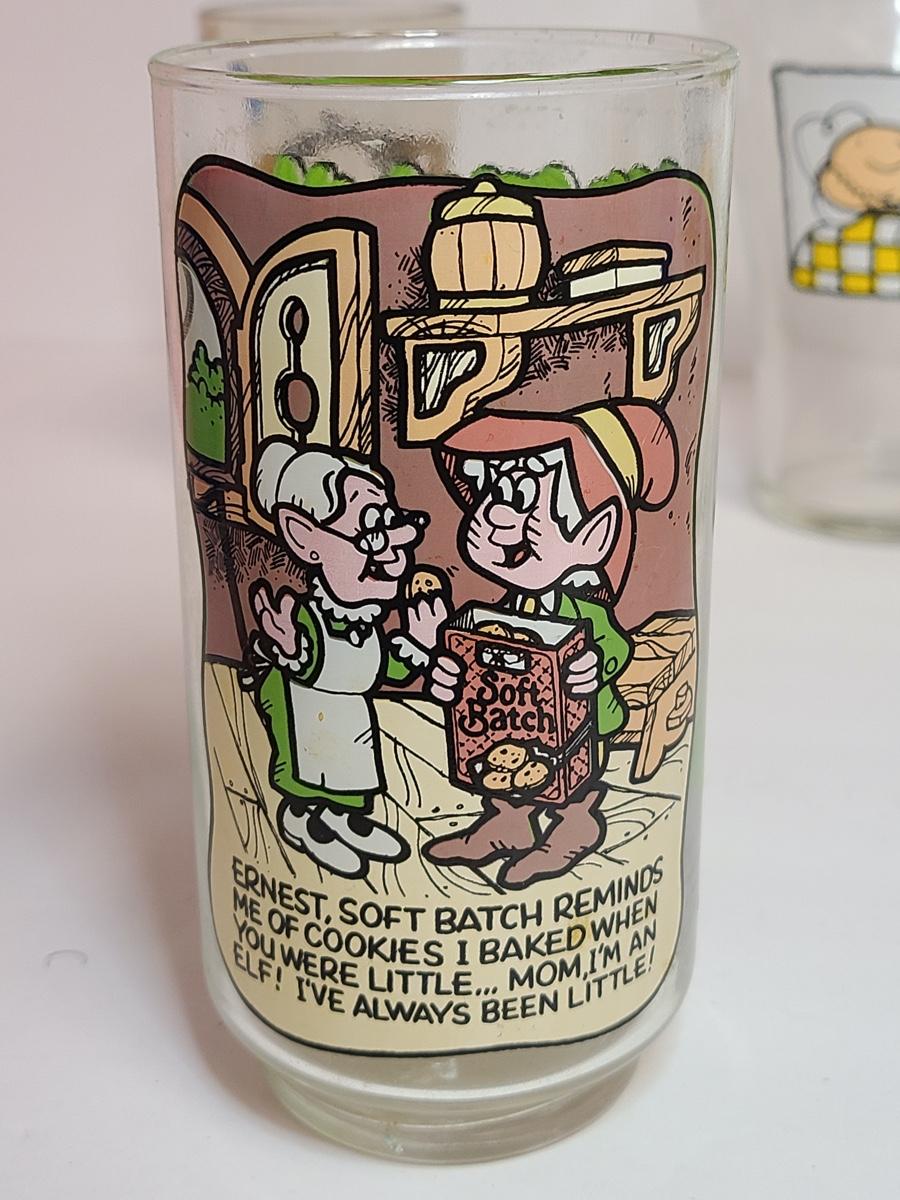 Soft
Batch
ERNEST, SOFT BATCH REMINDS
ME OF COOKIES I BAKED WHEN
YOU WERE LITTLE... MOM, I'M AN
ELF! I'VE ALWAYS BEEN LITTLE!